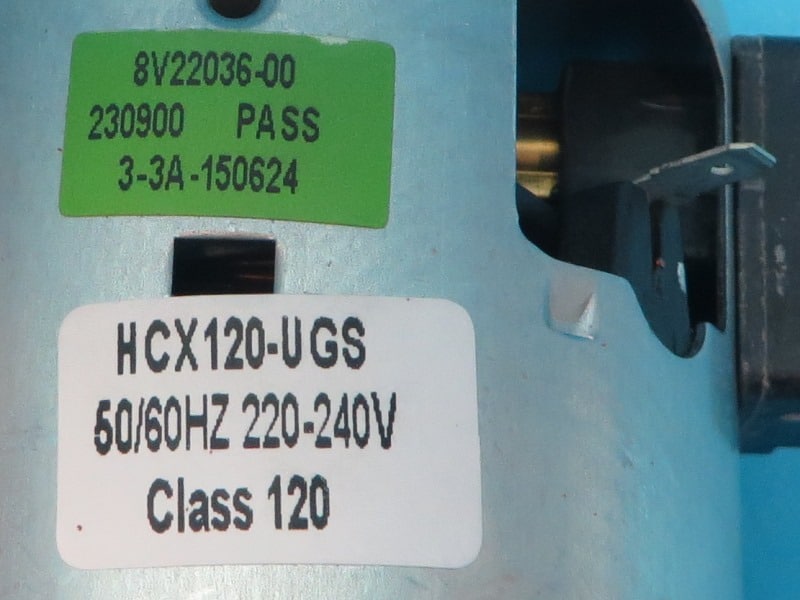 8V22036-00
230900 PASS
3-3A-150624
HCX120-UGS
50/60HZ 220-240V
Class 120